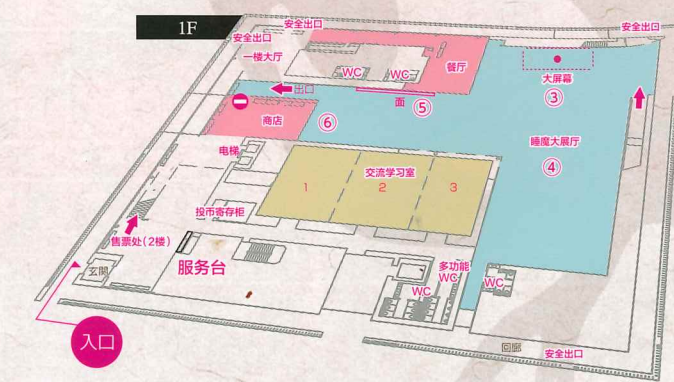 1F
安全出口
安全出口
安全出口
一楼大厅
WC
WC
餐厅
大屏幕
③
出口
面
⑤
商店
⑥
睡魔大展厅
④
电梯
交流学习室
1
2
3
投币寄存柜
售票处(2楼)
服务台
玄関
多功能
WC
WC
WC
入口
回廊
安全出口